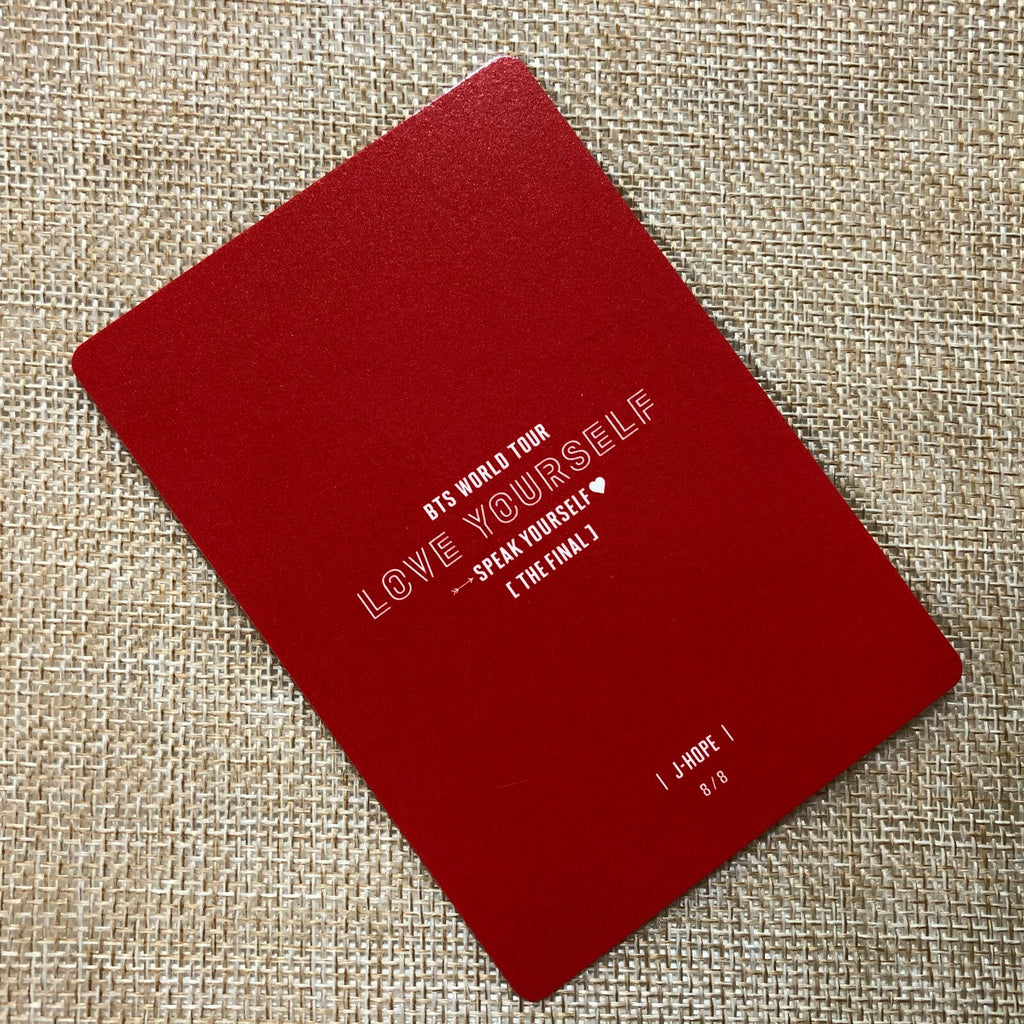 BTS WORLD TOUR
LOVE YOURSELF
SPEAK YOURSELF
[ THE FINAL ]
| J-HOPE |
8/8